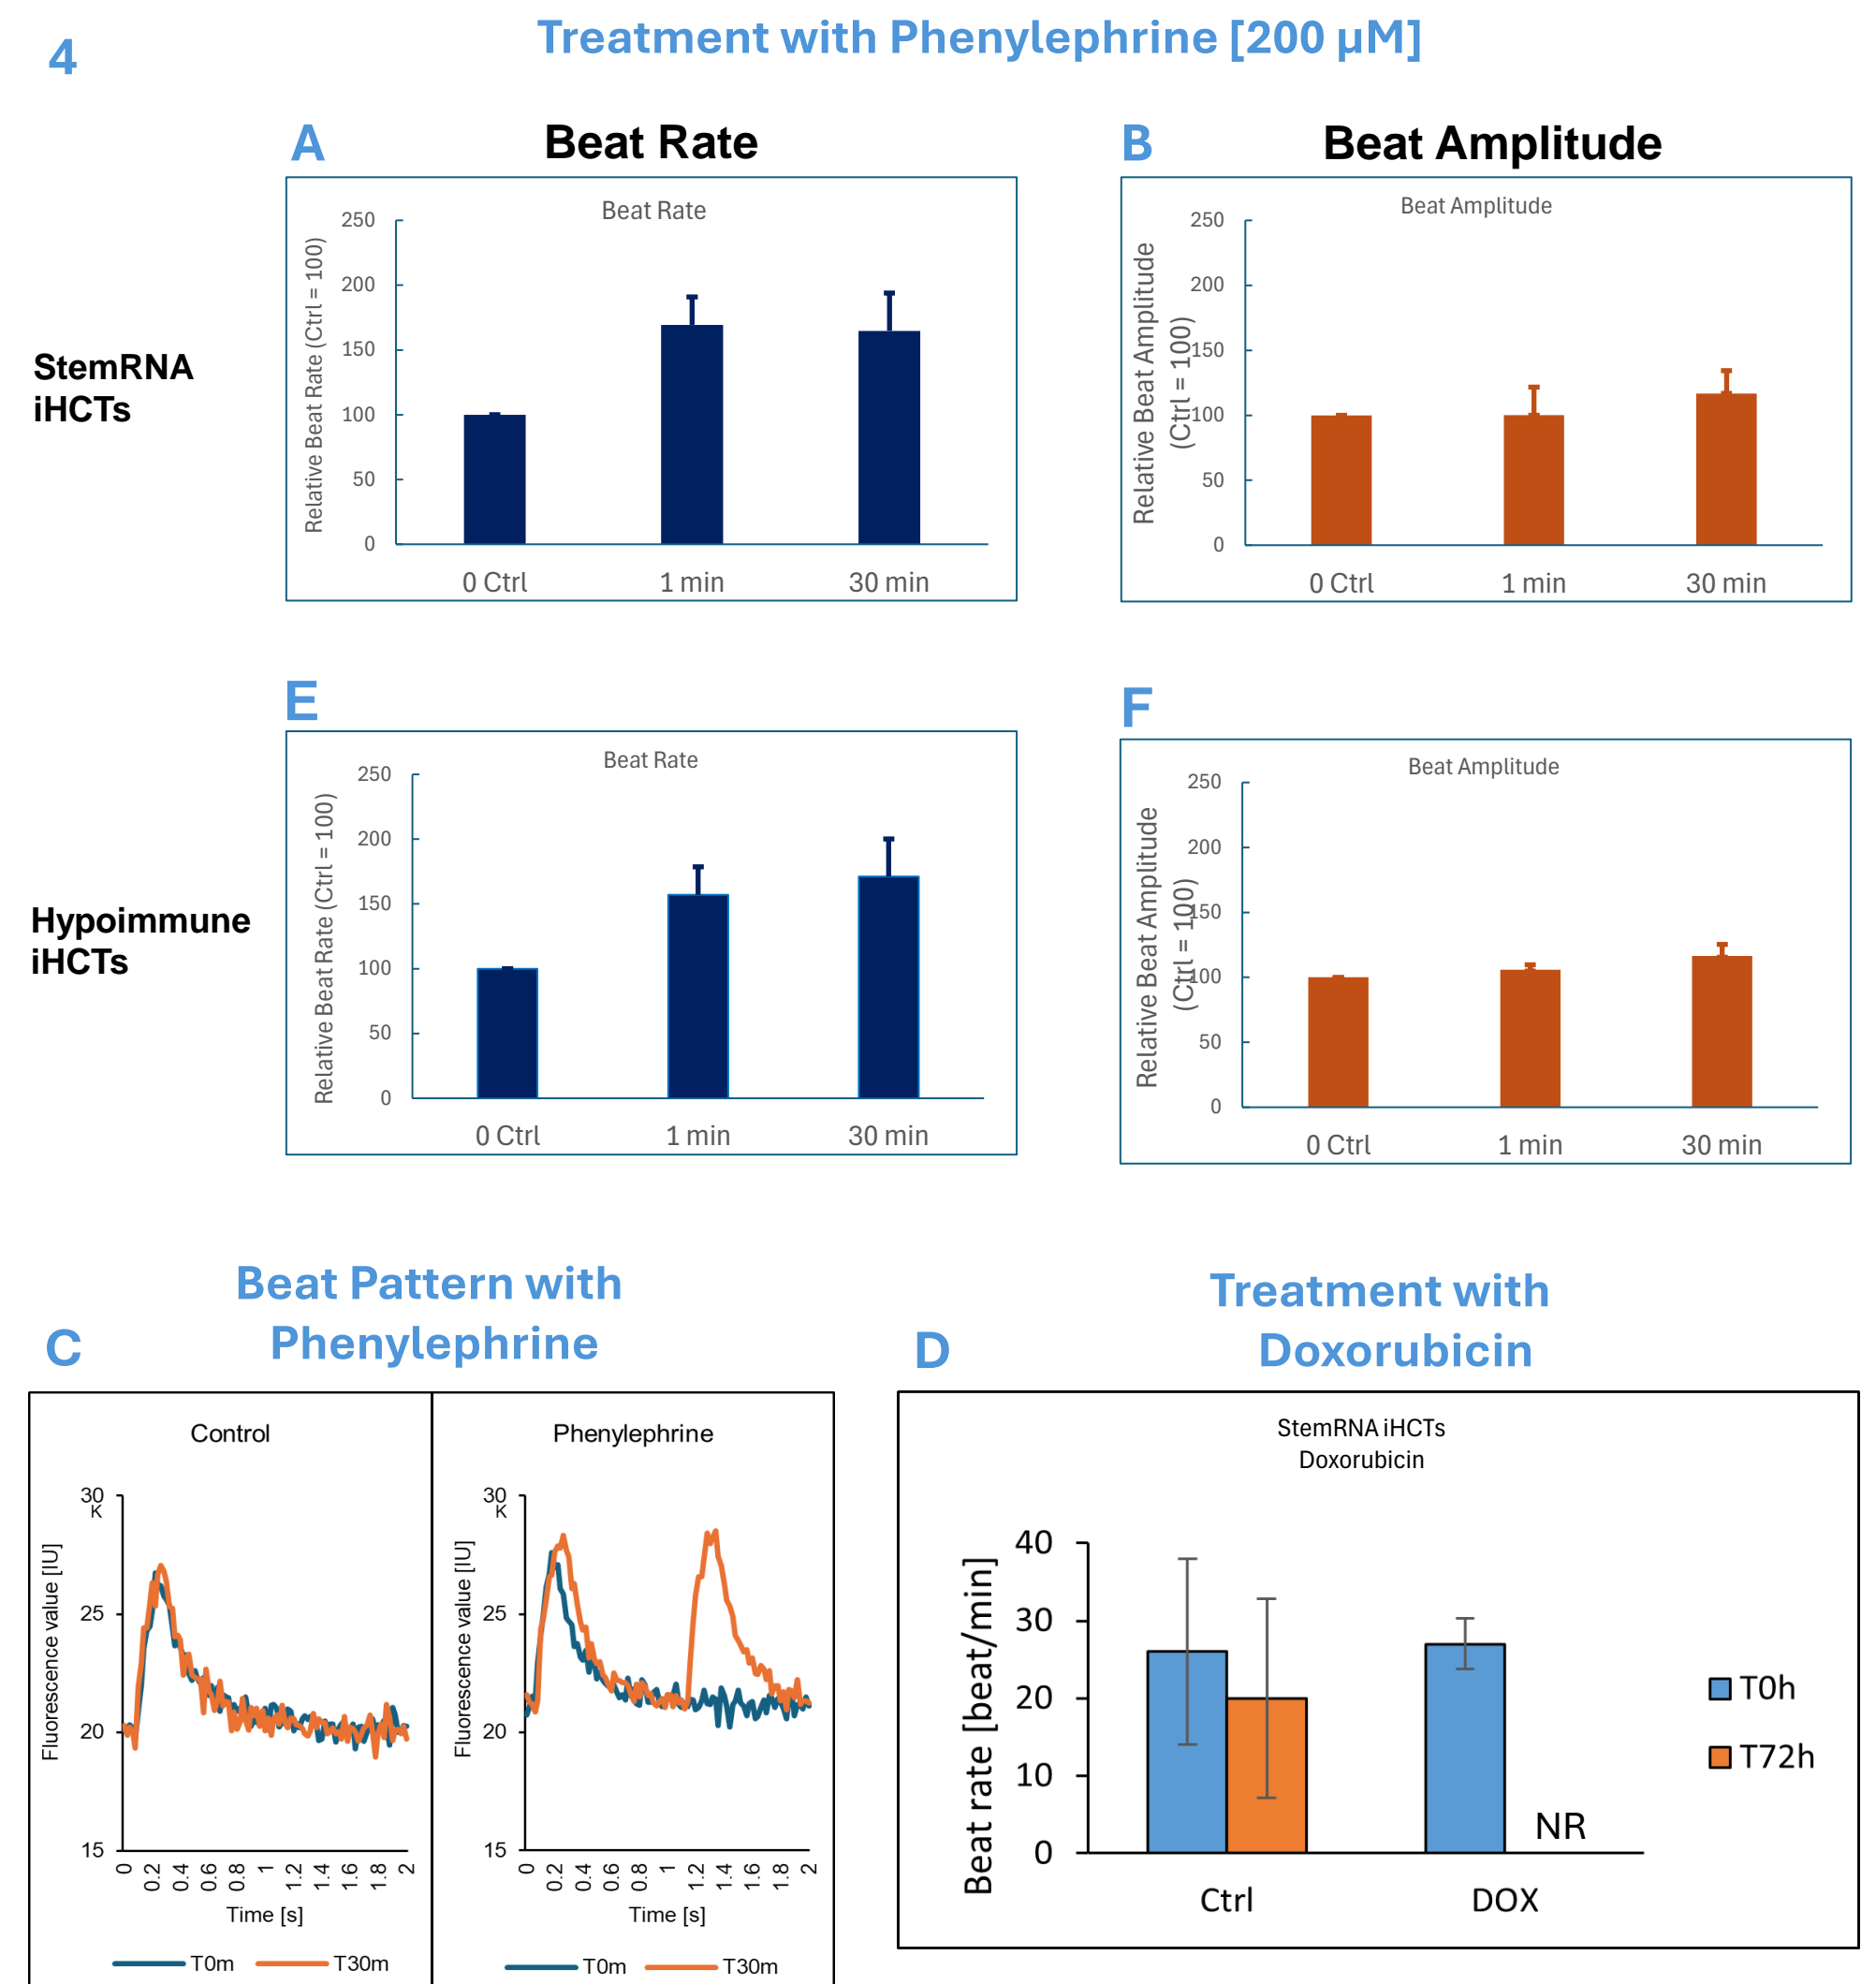 4
Treatment with Phenylephrine [200 µM]
A
Beat Rate
B
Beat Amplitude
StemRNA
iHCTs
Beat Rate
Relative Beat Rate (Ctrl = 100)
250
200
150
100
50
0
0 Ctrl
1 min
30 min
Beat Amplitude
Relative Beat Amplitude
(Ctrl = 100)
250
200
150
100
50
0
0 Ctrl
1 min
30 min
E
F
Hypoimmune
iHCTs
Beat Rate
Relative Beat Rate (Ctrl = 100)
250
200
150
100
50
0
0 Ctrl
1 min
30 min
Beat Amplitude
Relative Beat Amplitude
(Ctrl = 100)
250
200
150
100
50
0
0 Ctrl
1 min
30 min
C
Beat Pattern with
Phenylephrine
D
Treatment with
Doxorubicin
Control
Fluorescence value [IU]
30
K
25
20
15
0 0.2 0.4 0.6 0.8 1 1.2 1.4 1.6 1.8 2
Time [s]
T0m T30m
Phenylephrine
Fluorescence value [IU]
30
K
25
20
15
0 0.2 0.4 0.6 0.8 1 1.2 1.4 1.6 1.8 2
Time [s]
T0m T30m
StemRNA iHCTs
Doxorubicin
Beat rate [beat/min]
40
30
20
10
0
NR
Ctrl
DOX
T0h
T72h